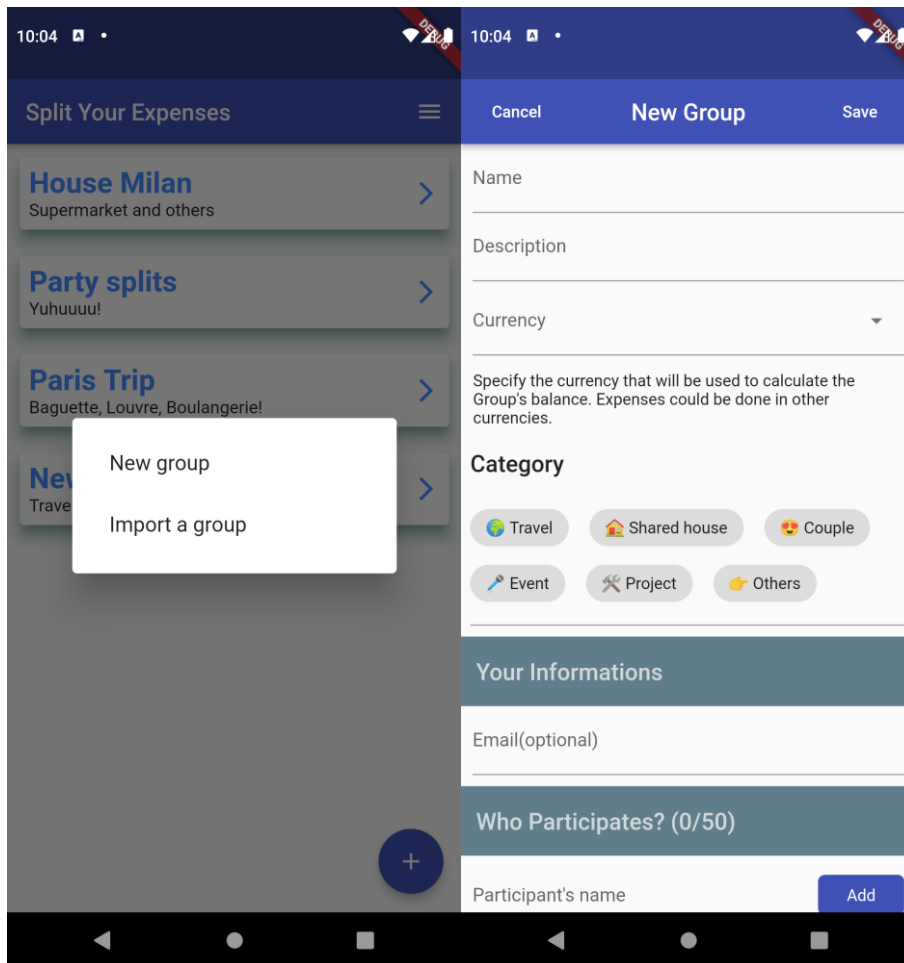 10:04
DEBUG
Split Your Expenses
House Milan
Supermarket and others
Party splits
Yuhuuuu!
Paris Trip
Baguette, Louvre, Boulangerie!
New group
Import a group
10:04
DEBUG
Cancel New Group Save
Name
Description
Currency
Specify the currency that will be used to calculate the
Group's balance. Expenses could be done in other
currencies.
Category
Travel Shared house Couple
Event Project Others
Your Informations
Email(optional)
Who Participates? (0/50)
Participant's name Add